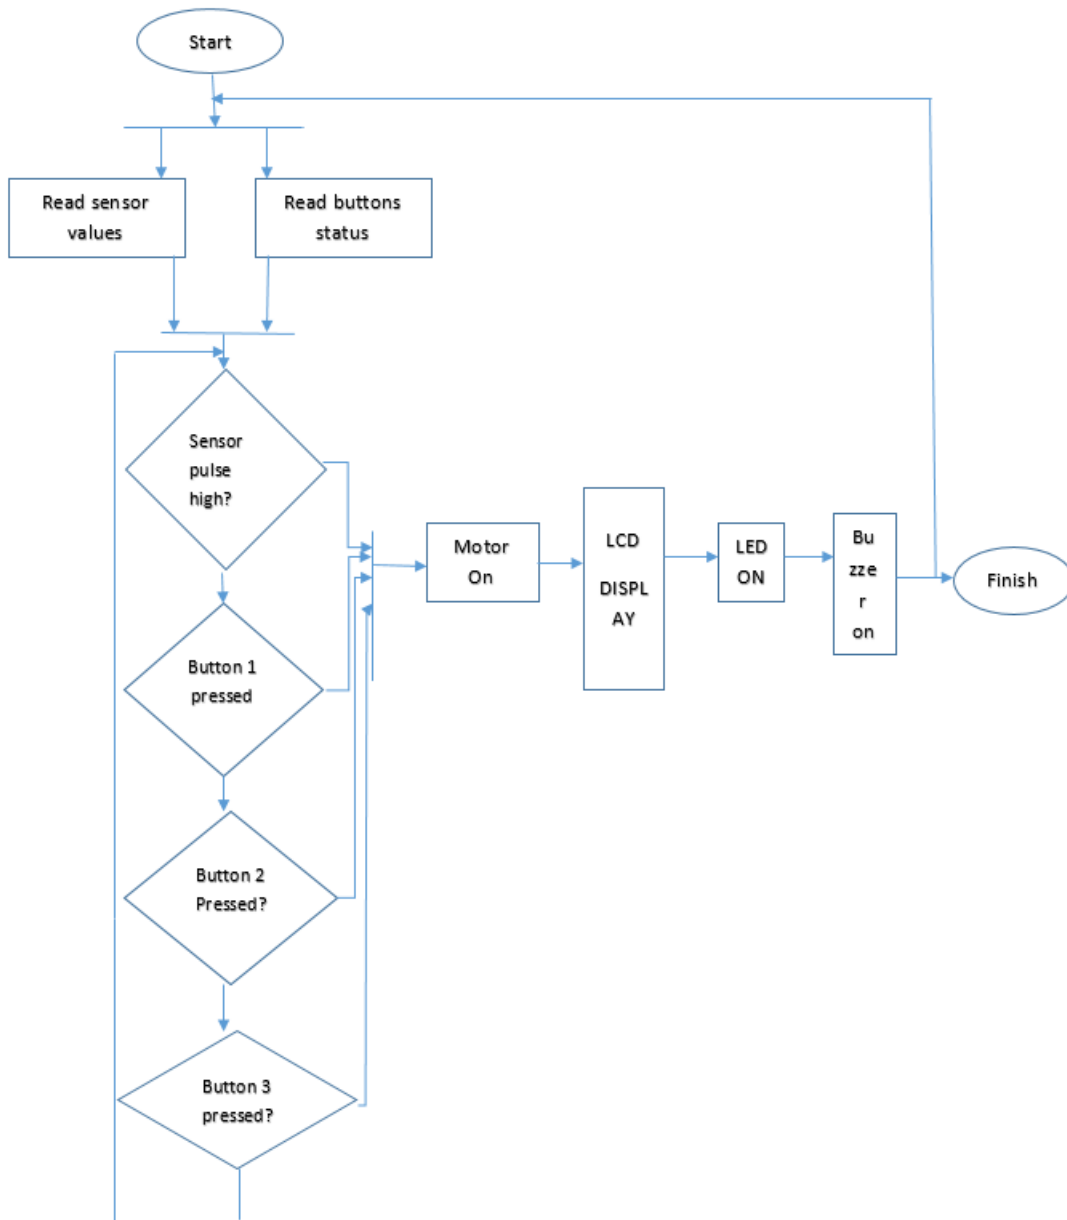 Start
Read sensor
values
Read buttons
status
Sensor
pulse
high?
Button 1
pressed
Button 2
Pressed?
Button 3
pressed?
Motor
On
LCD
DISPL
AY
LED
ON
Bu
zze
r
on
Finish